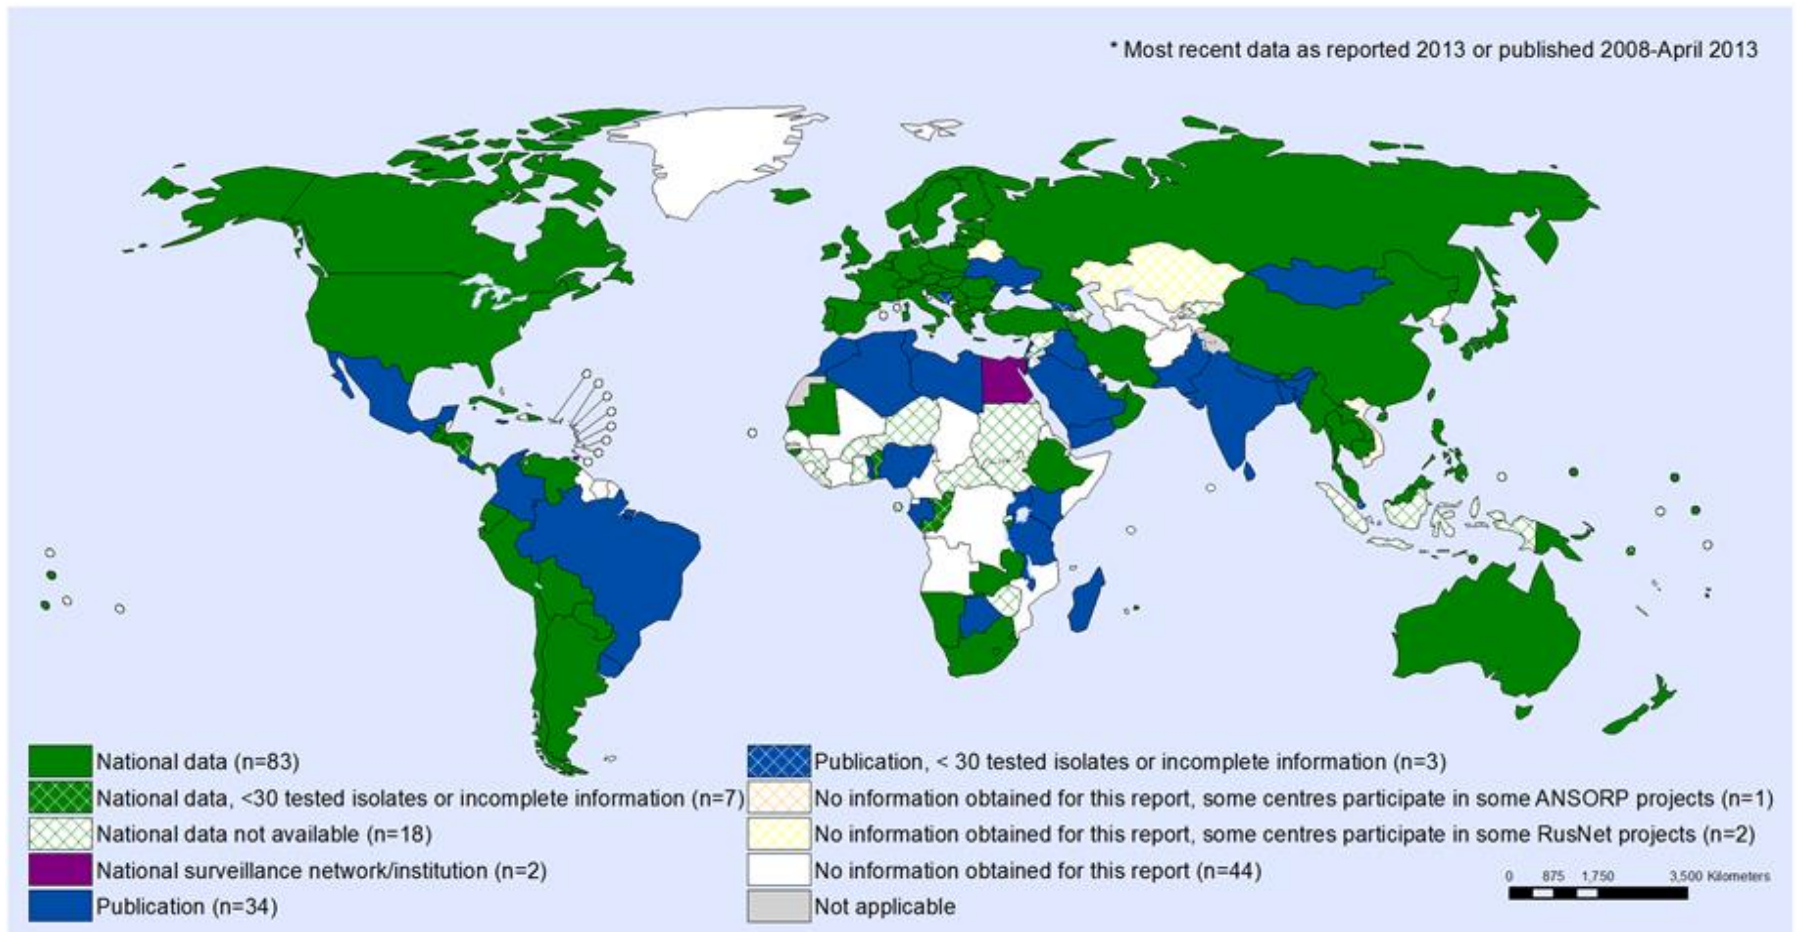 * Most recent data as reported 2013 or published 2008-April 2013
National data (n=83)
National data, <30 tested isolates or incomplete information (n=7)
National data not available (n=18)
National surveillance network/institution (n=2)
Publication (n=34)
Publication, < 30 tested isolates or incomplete information (n=3)
No information obtained for this report, some centres participate in some ANSORP projects (n=1)
No information obtained for this report, some centres participate in some RusNet projects (n=2)
No information obtained for this report (n=44)
Not applicable
0 875 1,750 3,500 Kilometers